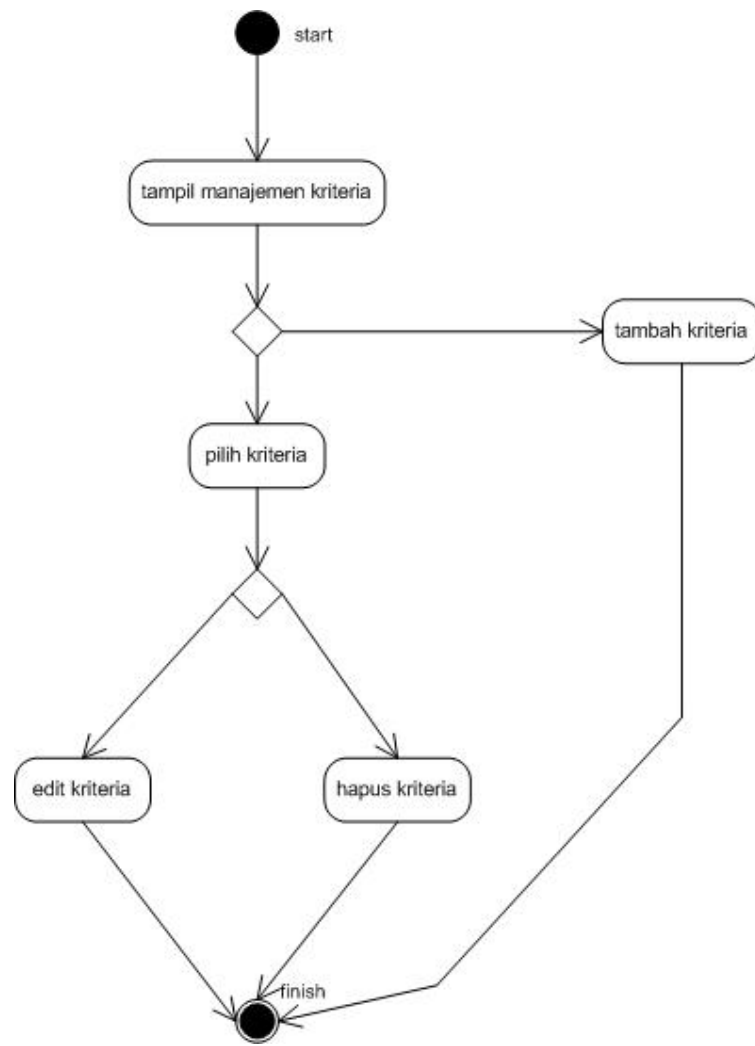 start
tampil manajemen kriteria
tambah kriteria
pilih kriteria
edit kriteria
hapus kriteria
finish